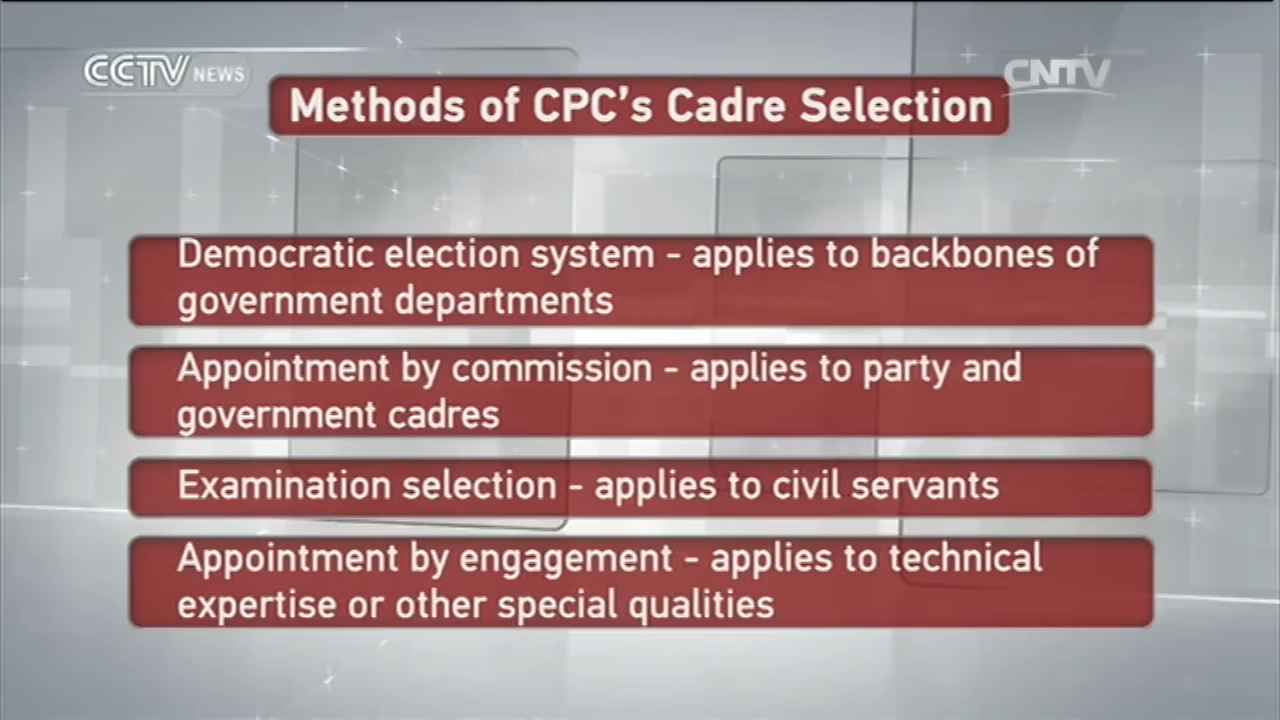 CCTV NEWS
CNTV
Methods of CPC's Cadre Selection
Democratic election system - applies to backbones of
government departments
Appointment by commission - applies to party and
government cadres
Examination selection - applies to civil servants
Appointment by engagement - applies to technical
expertise or other special qualities